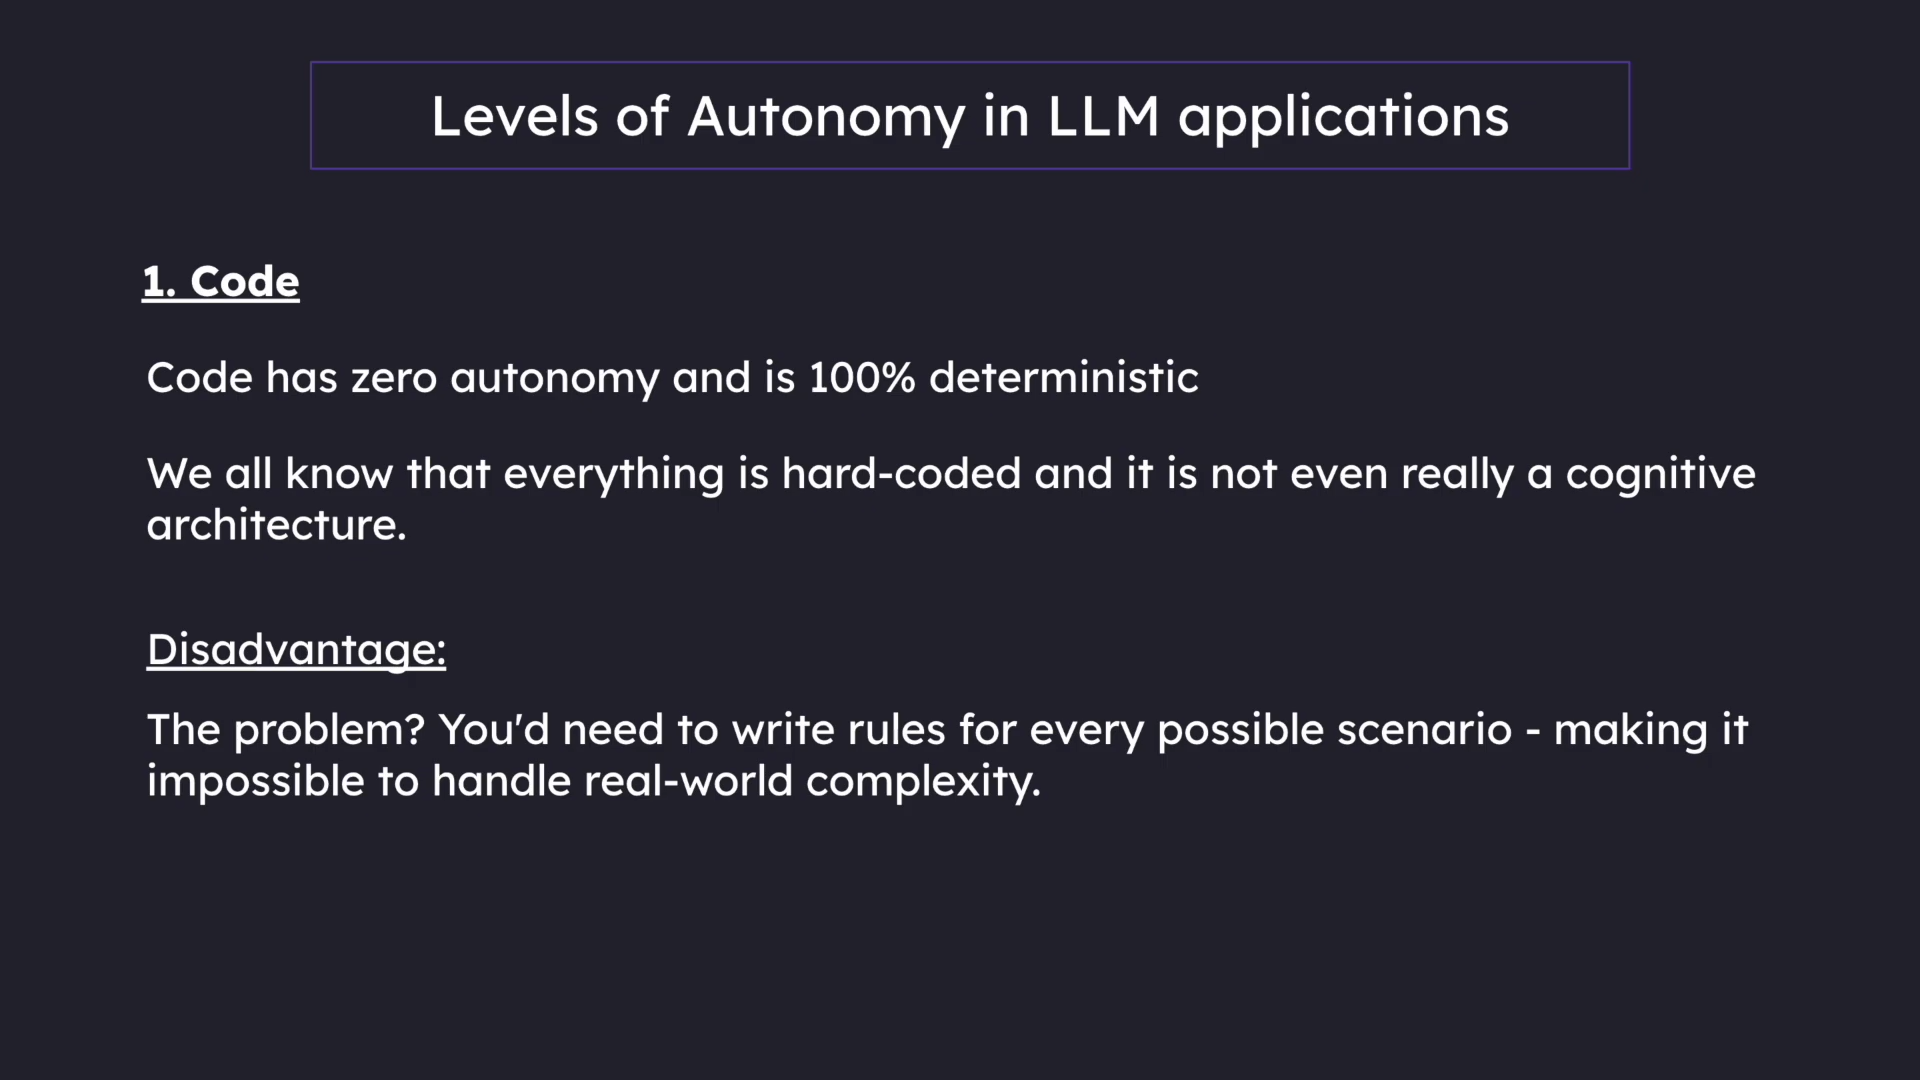 Levels of Autonomy in LLM applications
1. Code
Code has zero autonomy and is 100% deterministic
We all know that everything is hard-coded and it is not even really a cognitive
architecture.
Disadvantage:
The problem? You'd need to write rules for every possible scenario - making it
impossible to handle real-world complexity.